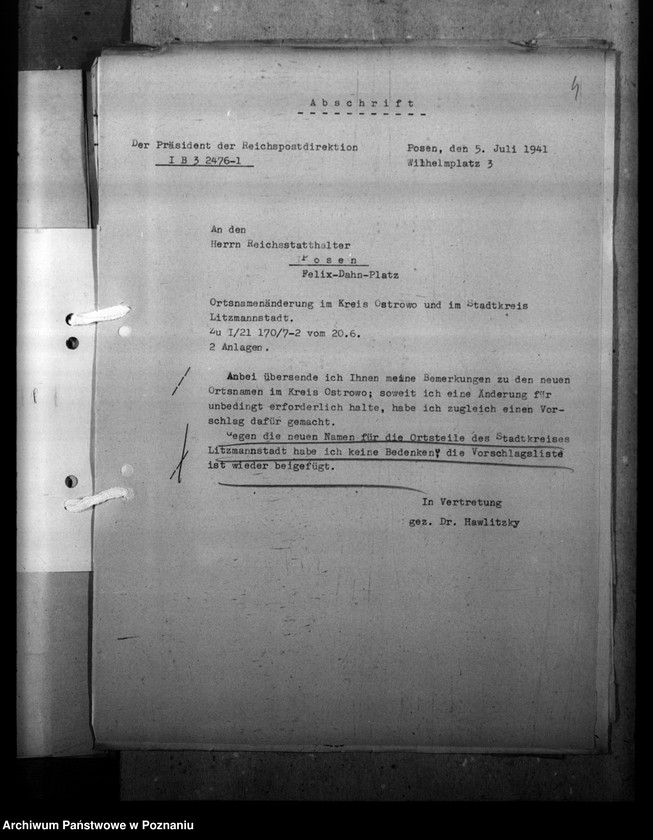 4
Abschrift
Der Präsident der Reichspostdirektion
I B 3 2476-1
Posen, den 5. Juli 1941
Wilhelmplatz 3
An den
Herrn Reichsstatthalter
Posen
Felix-Dahn-Platz
Ortsnamenänderung im Kreis Ostrowo und im Stadtkreis
Litzmannstadt.
Zu I/21 170/7-2 vom 20.6.
2 Anlagen.
Anbei übersende ich Ihnen meine Bemerkungen zu den neuen
Ortsnamen im Kreis Ostrowo; soweit ich eine Änderung für
unbedingt erforderlich halte, habe ich zugleich einen Vor-
schlag dafür gemacht.
Gegen die neuen Namen für die Ortsteile des Stadtkreises
Litzmannstadt habe ich keine Bedenken; die Vorschlagsliste
ist wieder beigefügt.
In Vertretung
gez. Dr. Hawlitzky
Archiwum Państwowe w Poznaniu